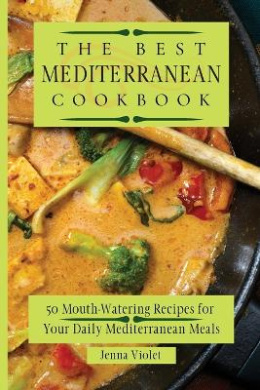 THE BEST
MEDITERRANEAN
COOKBOOK
50 Mouth-Watering Recipes for
Your Daily Mediterranean Meals
Jenna Violet